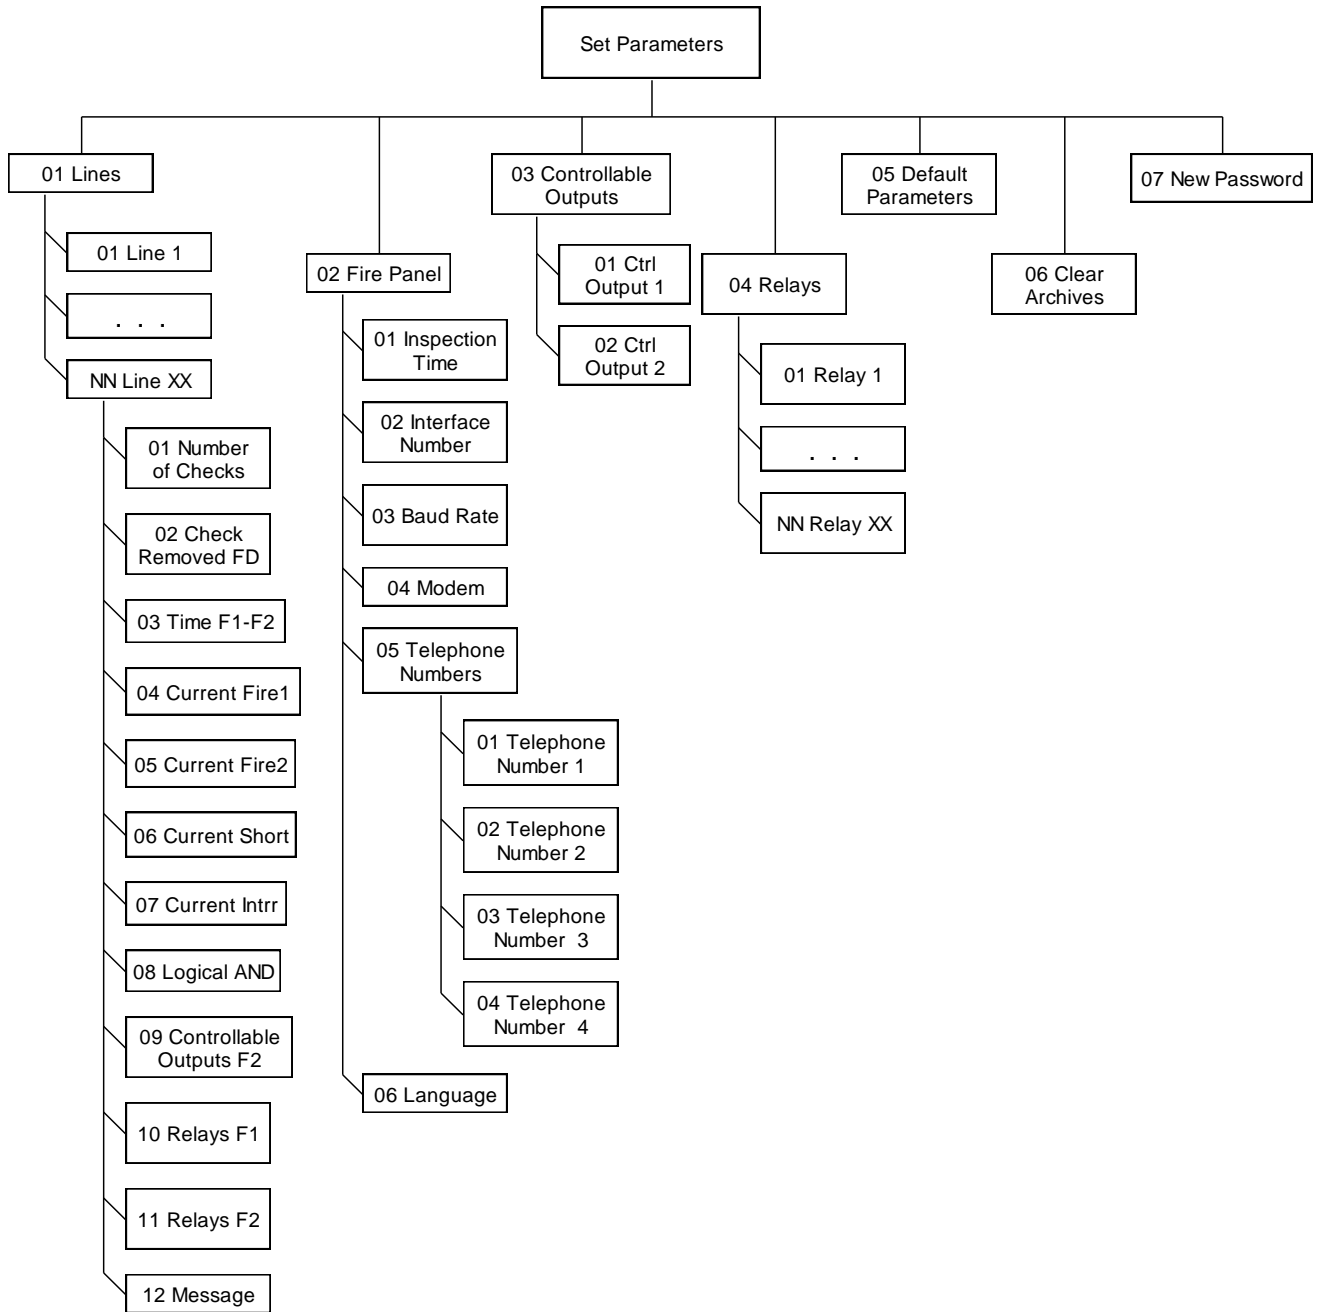 Set Parameters
01 Lines
01 Line 1
. . .
NN Line XX
01 Number
of Checks
02 Check
Removed FD
03 Time F1-F2
04 Current Fire1
05 Current Fire2
06 Current Short
07 Current Intrr
08 Logical AND
09 Controllable
Outputs F2
10 Relays F1
11 Relays F2
12 Message
02 Fire Panel
01 Inspection
Time
02 Interface
Number
03 Baud Rate
04 Modem
05 Telephone
Numbers
01 Telephone
Number 1
02 Telephone
Number 2
03 Telephone
Number 3
04 Telephone
Number 4
06 Language
03 Controllable
Outputs
01 Ctrl
Output 1
02 Ctrl
Output 2
04 Relays
01 Relay 1
. . .
NN Relay XX
05 Default
Parameters
06 Clear
Archives
07 New Password